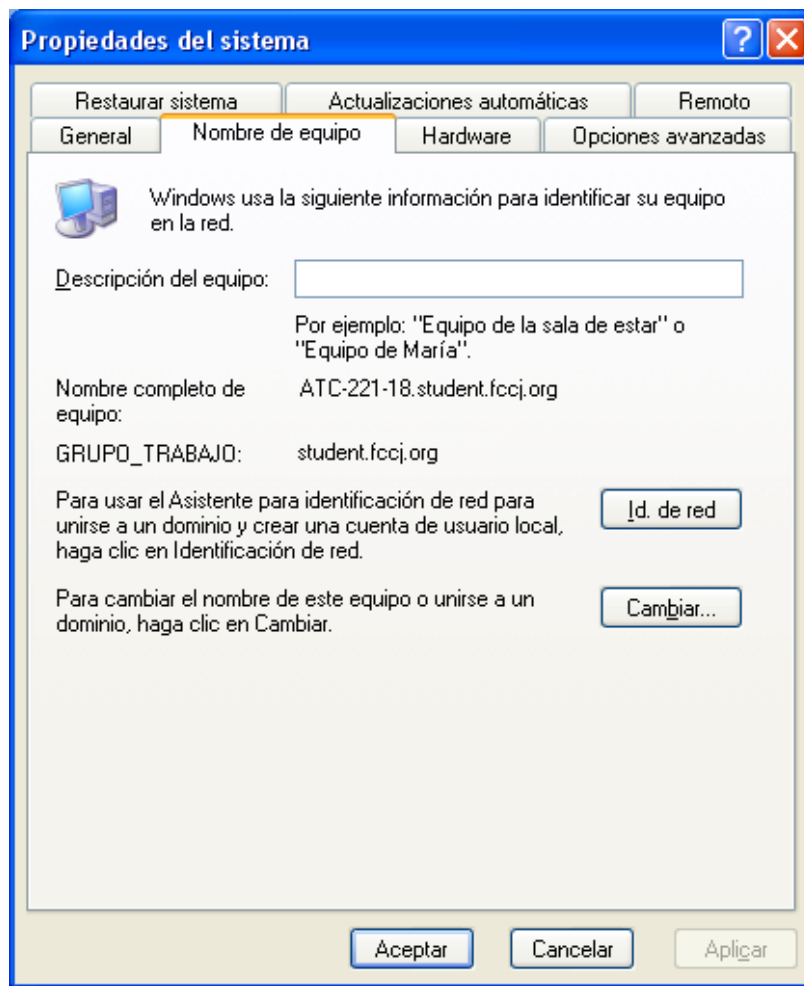 Propiedades del sistema
Restaurar sistema
Actualizaciones automáticas
Remoto
General
Nombre de equipo
Hardware
Opciones avanzadas
Windows usa la siguiente información para identificar su equipo
en la red.
Descripción del equipo:
Por ejemplo: "Equipo de la sala de estar" o
"Equipo de María".
Nombre completo de
equipo:
ATC-221-18.student.fccj.org
GRUPO_TRABAJO:
student.fccj.org
Para usar el Asistente para identificación de red para
unirse a un dominio y crear una cuenta de usuario local,
haga clic en Identificación de red.
Id. de red
Para cambiar el nombre de este equipo o unirse a un
dominio, haga clic en Cambiar.
Cambiar...
Aceptar
Cancelar
Aplicar